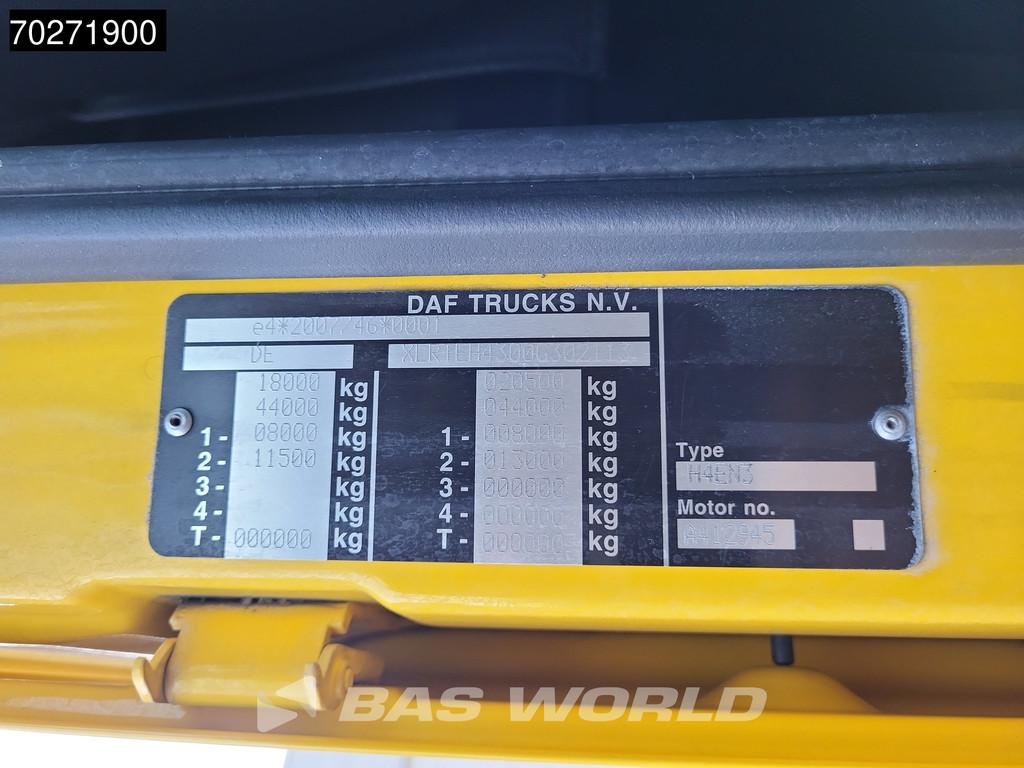 70271900
DAF TRUCKS N.V.
e4*2007/46*0001
DE
18000 kg 020500 kg
44000 kg 044000 kg
1- 08000 kg 1- 008000 kg
2- 11500 kg 2- 013000 kg
3- kg 3- 000000 kg
4- kg 4- 000000 kg
T- 000000 kg T- 000000 kg
Type
H4EN3
Motor no.
A412945
BAS WORLD